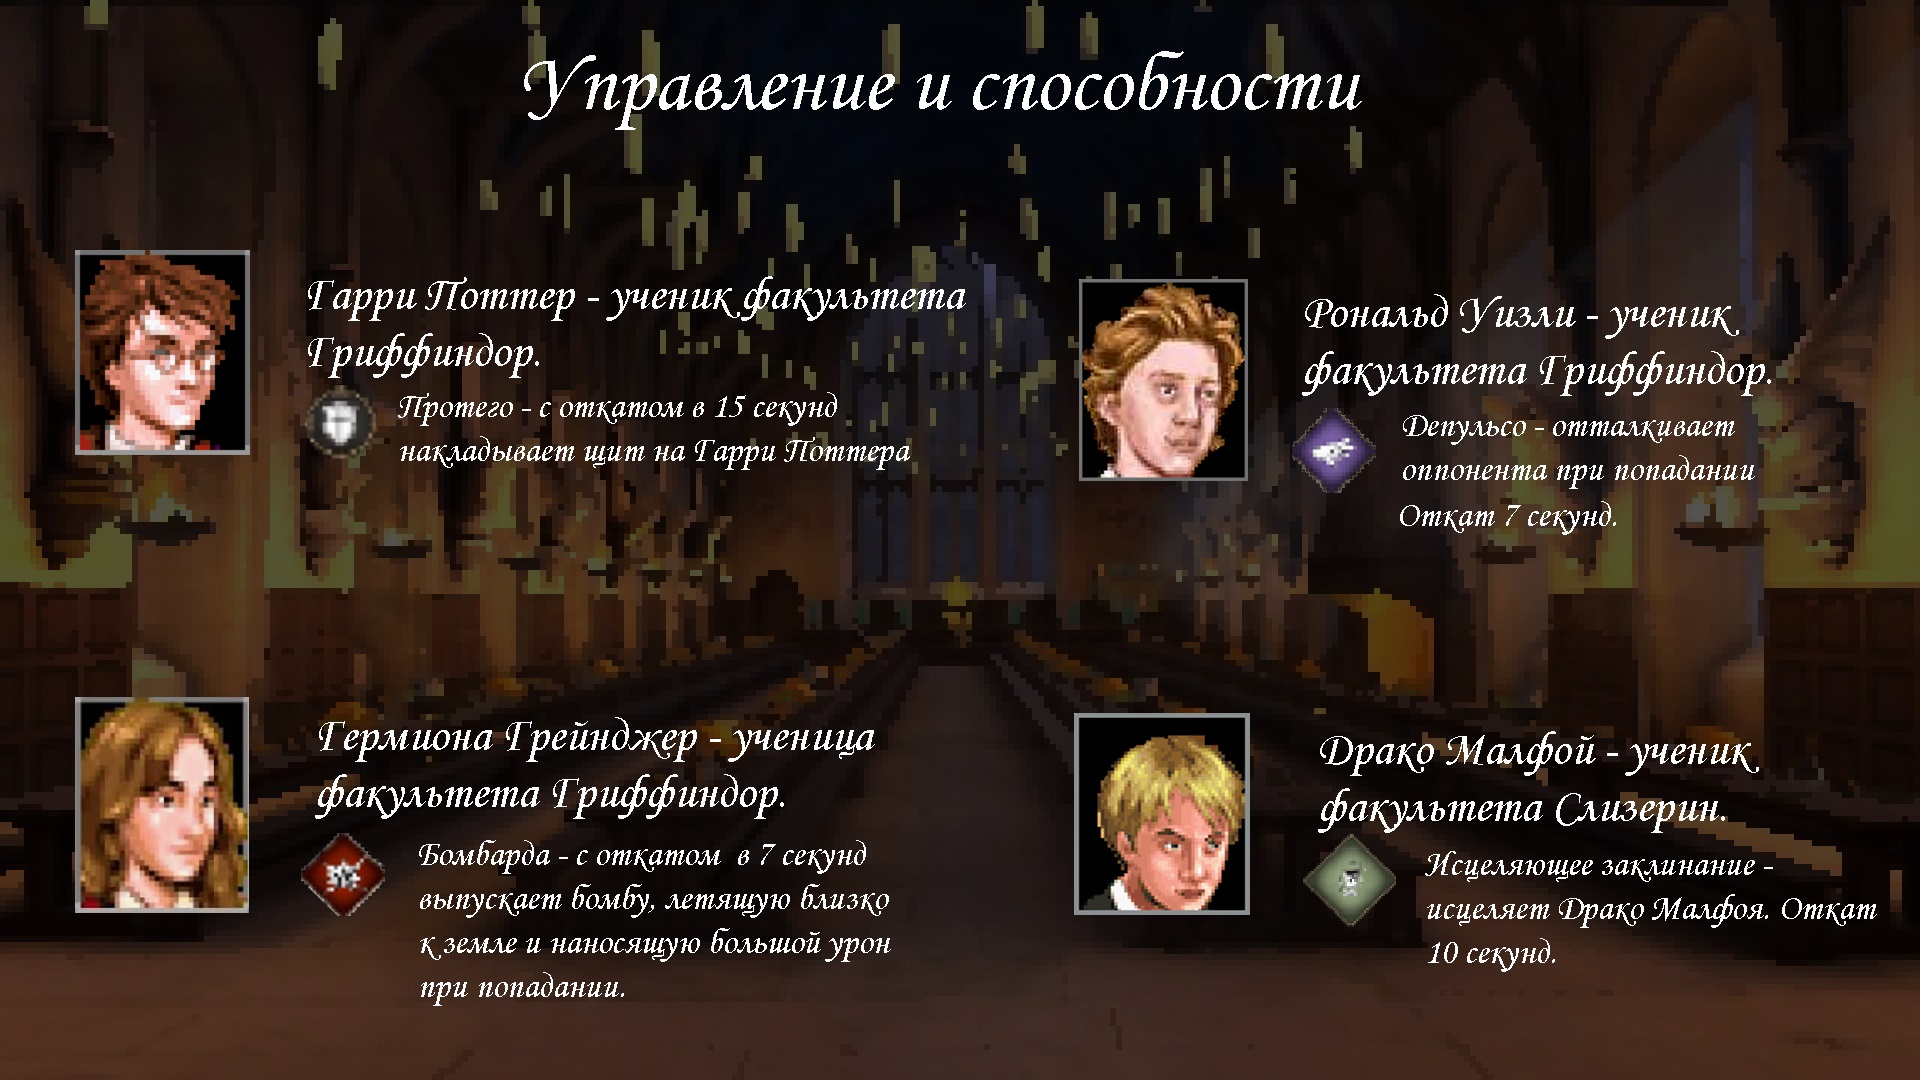 Управление и способности
Гарри Поттер - ученик факультета
Гриффиндор.
Протего - с откатом в 15 секунд
накладывает щит на Гарри Поттера
Рональд Уизли - ученик
факультета Гриффиндор.
Депульсо - отталкивает
оппонента при попадании
Откат 7 секунд.
Гермиона Грейнджер - ученица
факультета Гриффиндор.
Бомбарда - с откатом  в 7 секунд
выпускает бомбу, летящую близко
к земле и наносящую большой урон
при попадании.
Драко Малфой - ученик
факультета Слизерин.
Исцеляющее заклинание -
исцеляет Драко Малфоя. Откат
10 секунд.